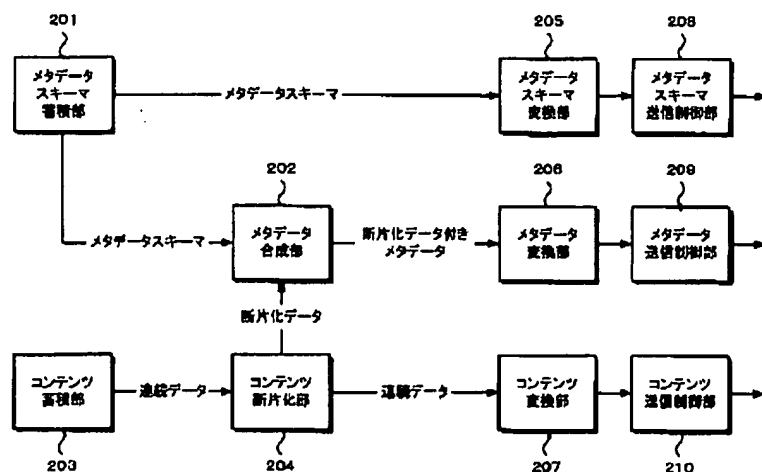 201
205
208
メタデータ
スキーマ
蓄積部
メタデータスキーマ
メタデータ
スキーマ
変換部
メタデータ
スキーマ
送信制御部
202
206
209
メタデータスキーマ
メタデータ
合成部
断片化データ付き
メタデータ
メタデータ
変換部
メタデータ
送信制御部
断片化データ
コンテンツ
蓄積部
連続データ
コンテンツ
断片化部
連続データ
コンテンツ
変換部
コンテンツ
送信制御部
203
204
207
210